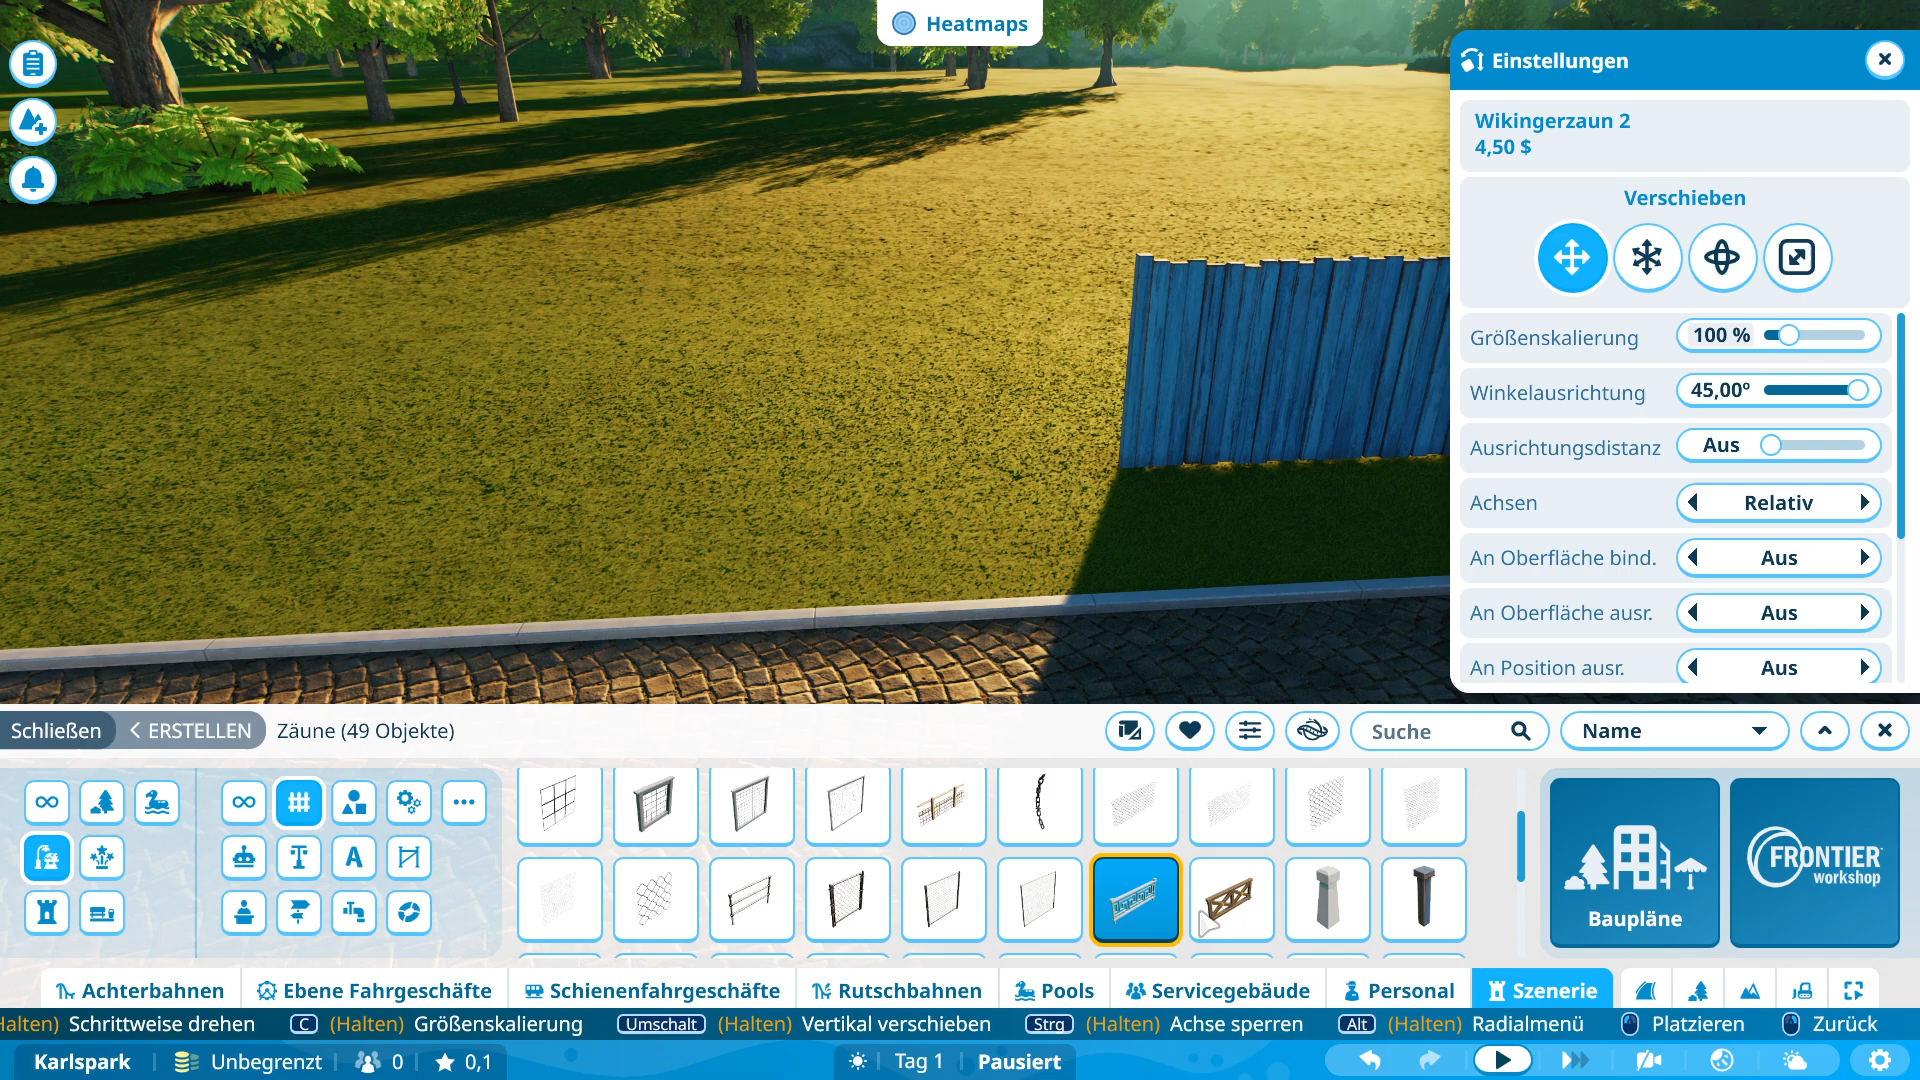 Heatmaps
Einstellungen
Wikingerzaun 2
4,50 $
Verschieben
Größenskalierung 100 %
Winkelausrichtung 45,00°
Ausrichtungsdistanz Aus
Achsen Relativ
An Oberfläche bind. Aus
An Oberfläche ausr. Aus
An Position ausr. Aus
Schließen ERSTELLEN Zäune (49 Objekte) Suche Name
Baupläne
FRONTIER
workshop
Achterbahnen Ebene Fahrgeschäfte Schienenfahrgeschäfte Rutschbahnen Pools Servicegebäude Personal Szenerie
Halten) Schrittweise drehen C (Halten) Größenskalierung Umschalt (Halten) Vertikal verschieben Strg (Halten) Achse sperren Alt (Halten) Radialmenü Platzieren Zurück
Karlspark Unbegrenzt 0 0,1 Tag 1 Pausiert